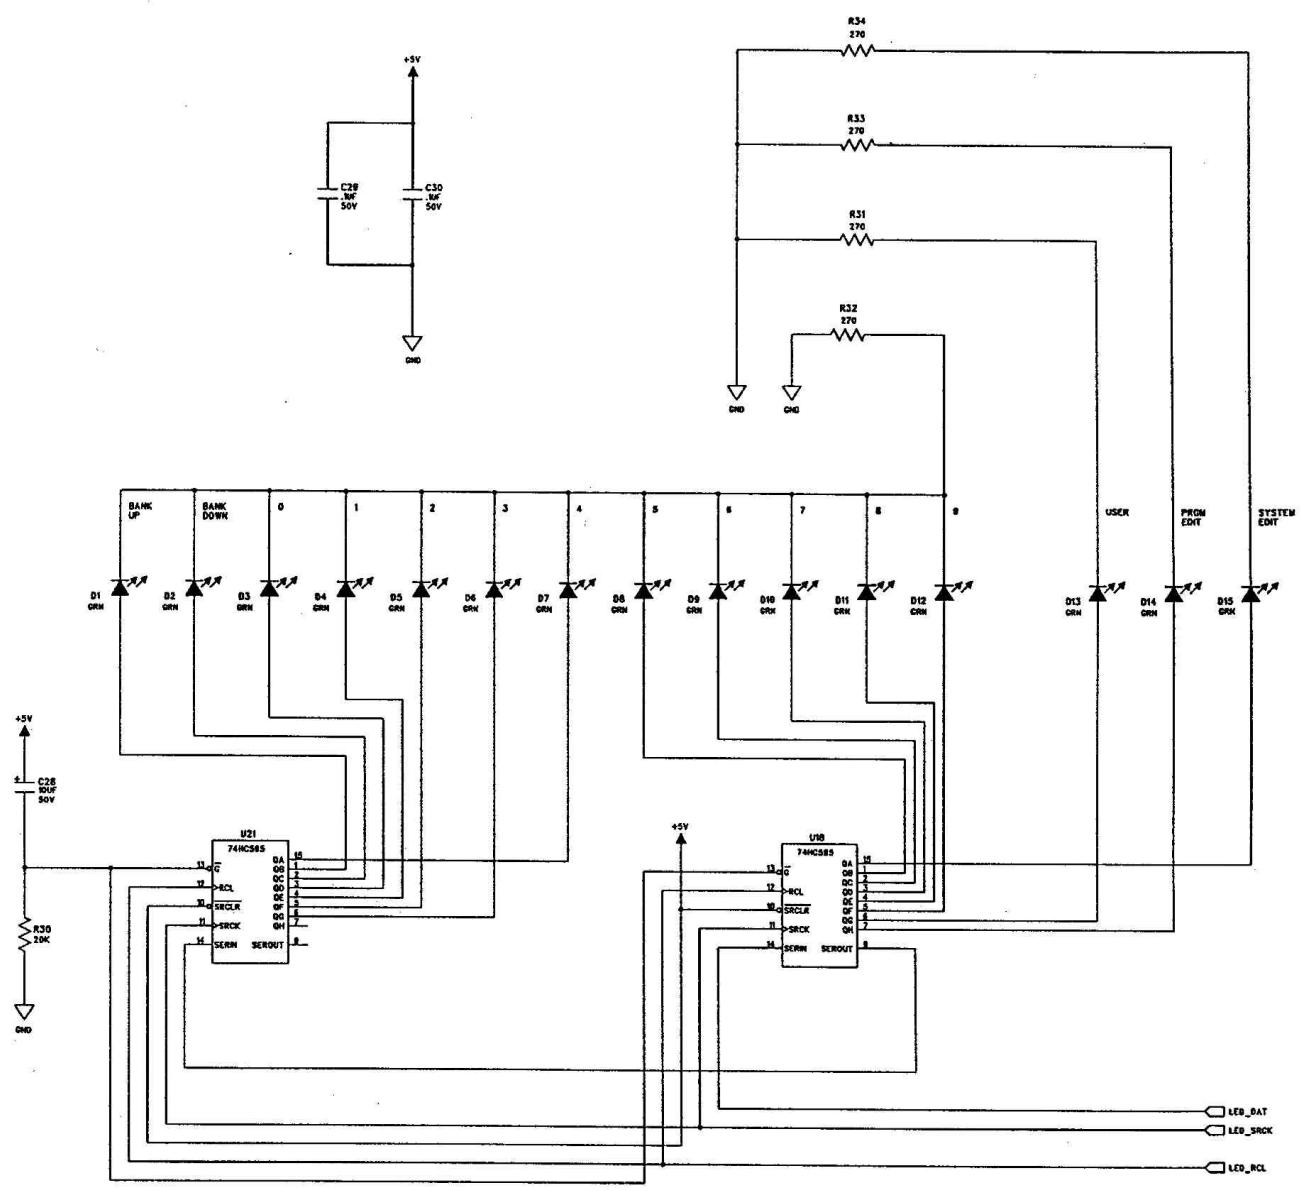 R34
270
+5V
R33
270
C29
.1UF
50V
C30
.1UF
50V
R31
270
R32
270
GND
GND
GND
BANK
UP
BANK
DOWN
0
1
2
3
4
5
6
7
8
9
USER
PRGM
EDIT
SYSTEM
EDIT
D1
GRN
D2
GRN
D3
GRN
D4
GRN
D5
GRN
D6
GRN
D7
GRN
D8
GRN
D9
GRN
D10
GRN
D11
GRN
D12
GRN
D13
GRN
D14
GRN
D15
GRN
+5V
+
C28
10UF
50V
R30
20K
GND
U21
74HC595
13 G QA 15
QB 1
12 RCL QC 2
QD 3
10 SRCLR QE 4
QF 5
11 SRCK QG 6
QH 7
14 SERIN SEROUT 9
+5V
U18
74HC595
13 G QA 15
QB 1
12 RCL QC 2
QD 3
10 SRCLR QE 4
QF 5
11 SRCK QG 6
QH 7
14 SERIN SEROUT 9
LED_DAT
LED_SRCK
LED_RCL